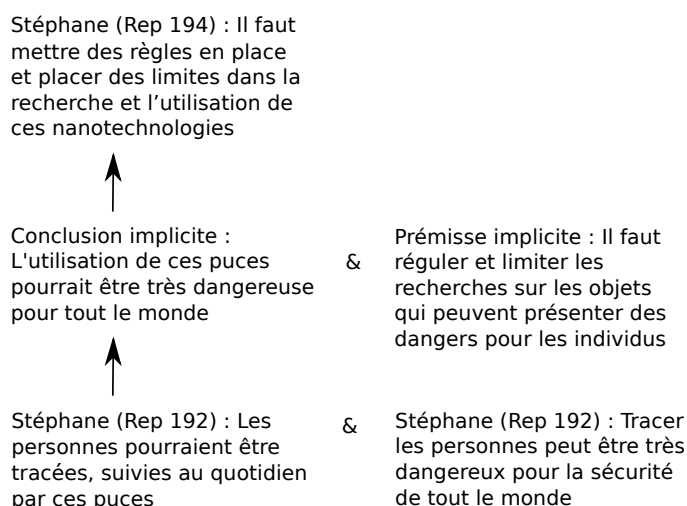 Stéphane (Rep 194) : Il faut
mettre des règles en place
et placer des limites dans la
recherche et l’utilisation de
ces nanotechnologies
Conclusion implicite :
L'utilisation de ces puces
pourrait être très dangereuse
pour tout le monde
&
Prémisse implicite : Il faut
réguler et limiter les
recherches sur les objets
qui peuvent présenter des
dangers pour les individus
Stéphane (Rep 192) : Les
personnes pourraient être
tracées, suivies au quotidien
par ces puces
&
Stéphane (Rep 192) : Tracer
les personnes peut être très
dangereux pour la sécurité
de tout le monde